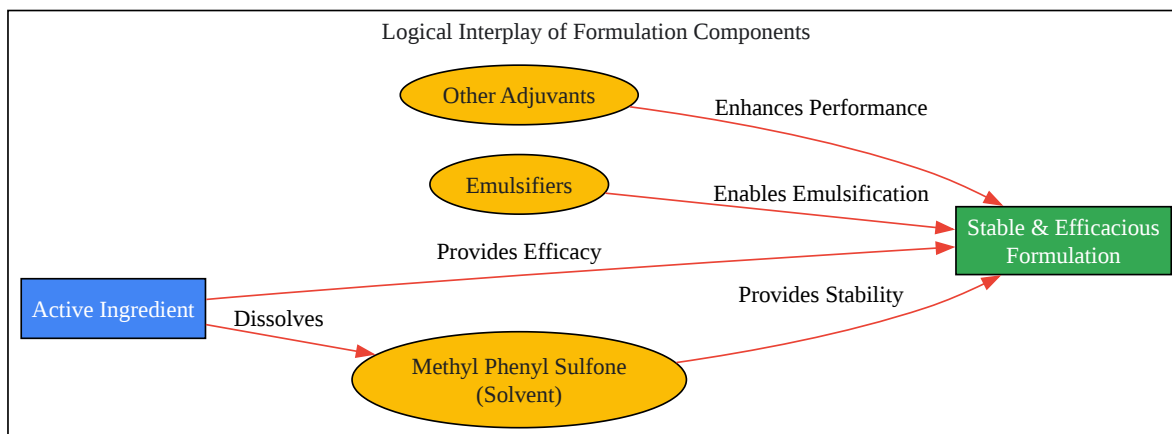 Logical Interplay of Formulation Components
Other Adjuvants
Enhances Performance
Emulsifiers
Enables Emulsification
Stable & Efficacious
Formulation
Provides Efficacy
Active Ingredient
Dissolves
Provides Stability
Methyl Phenyl Sulfone
(Solvent)